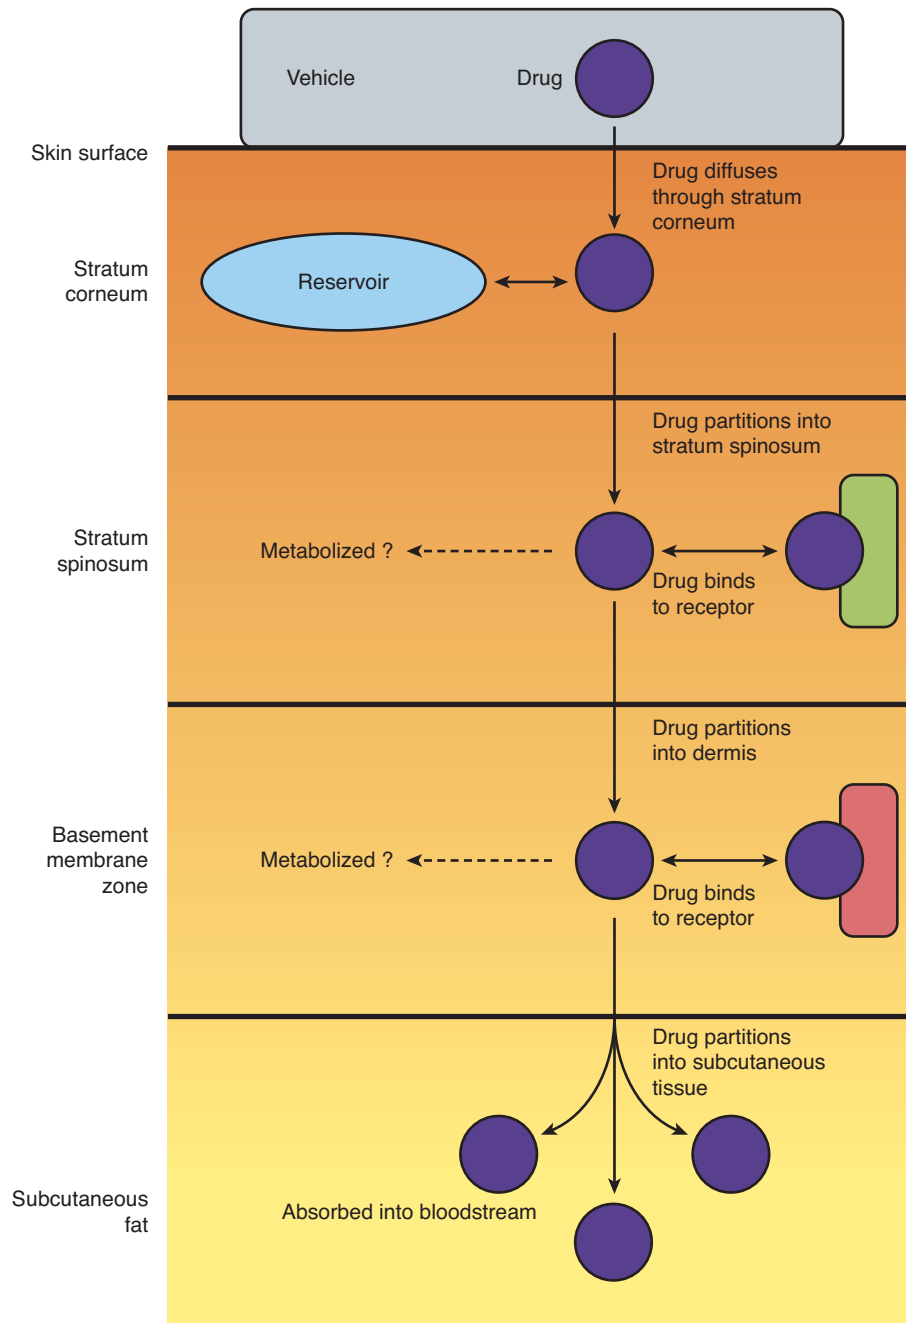 Vehicle
Drug
Skin surface
Drug diffuses
through stratum
corneum
Stratum
corneum
Reservoir
Drug partitions into
stratum spinosum
Stratum
spinosum
Metabolized ?
Drug binds
to receptor
Drug partitions
into dermis
Basement
membrane
zone
Metabolized ?
Drug binds
to receptor
Drug partitions
into subcutaneous
tissue
Subcutaneous
fat
Absorbed into bloodstream